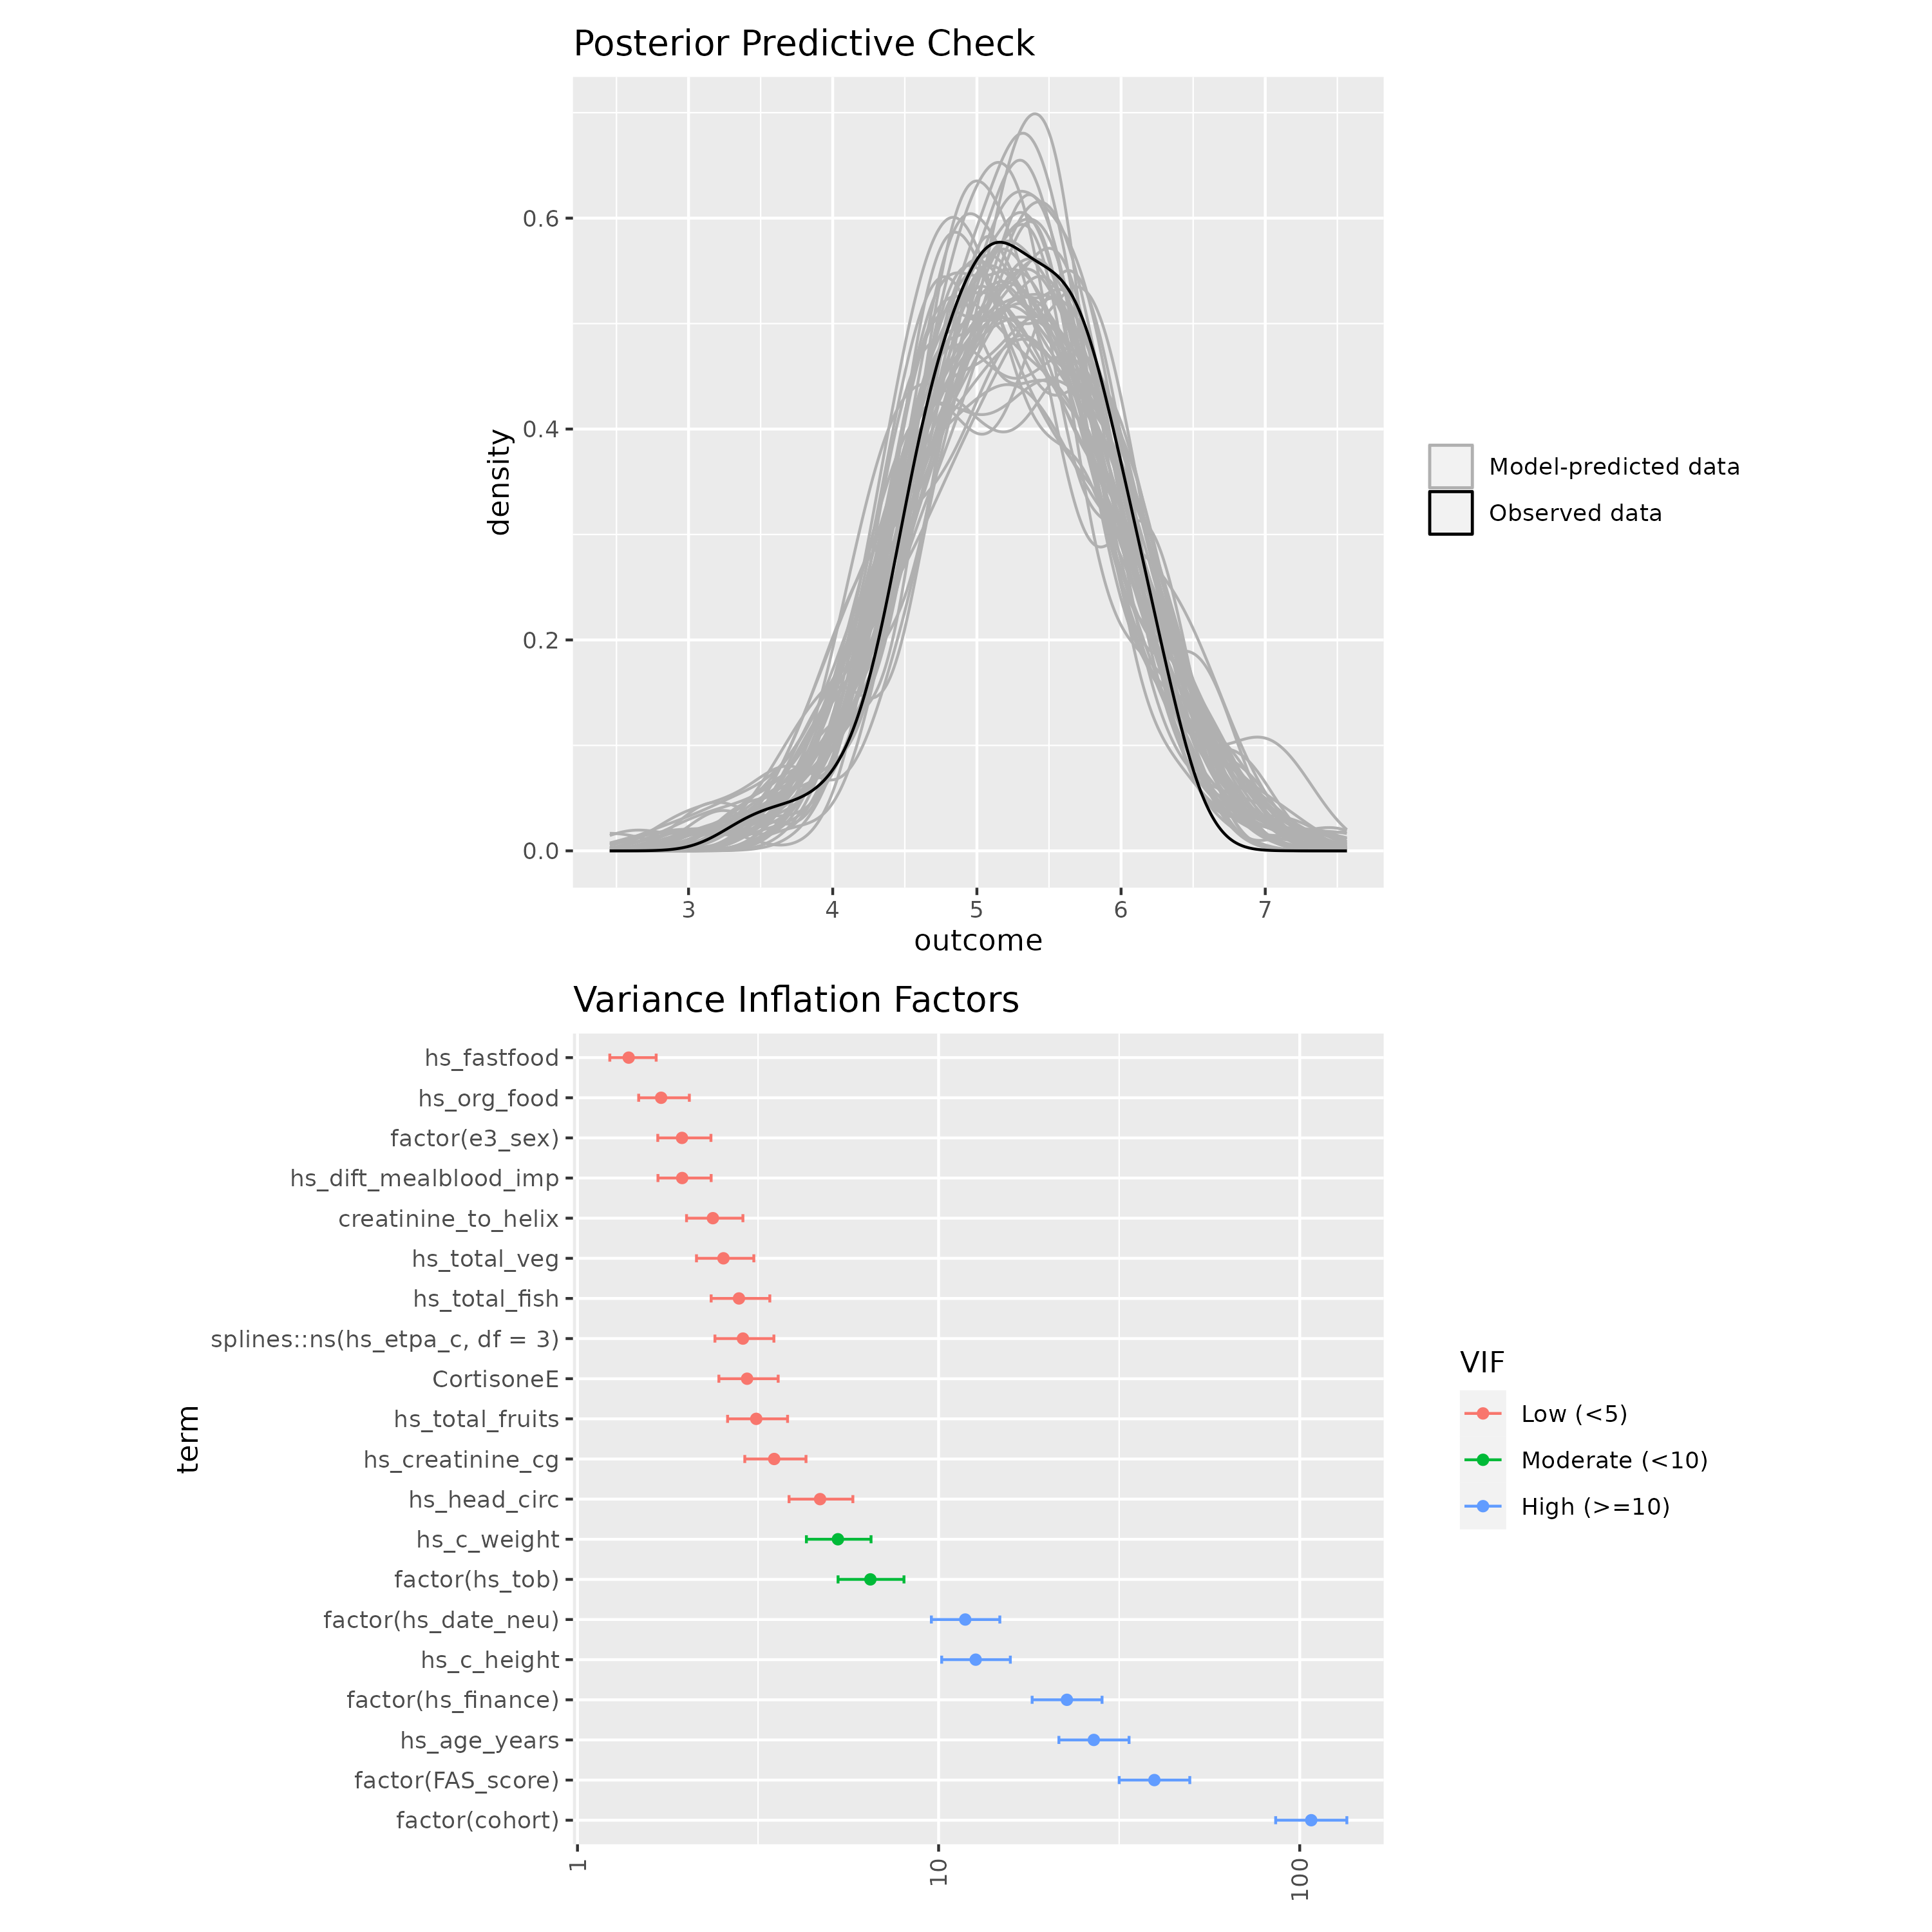 Posterior Predictive Check
density
0.6
0.4
0.2
0.0
3 4 5 6 7
outcome
Model-predicted data
Observed data
Variance Inflation Factors
term
hs_fastfood
hs_org_food
factor(e3_sex)
hs_dift_mealblood_imp
creatinine_to_helix
hs_total_veg
hs_total_fish
splines::ns(hs_etpa_c, df = 3)
CortisoneE
hs_total_fruits
hs_creatinine_cg
hs_head_circ
hs_c_weight
factor(hs_tob)
factor(hs_date_neu)
hs_c_height
factor(hs_finance)
hs_age_years
factor(FAS_score)
factor(cohort)
1 10 100
VIF
Low (<5)
Moderate (<10)
High (>=10)